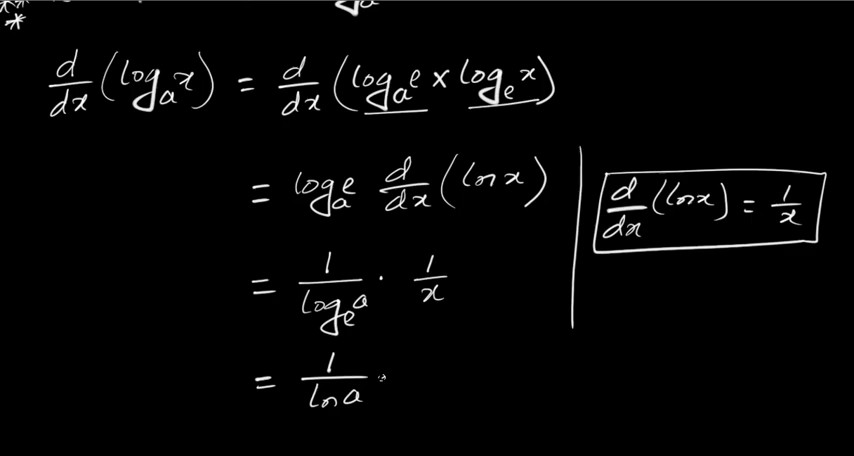 **
*
d/dx (log_a x) = d/dx (log_a e × log_e x)
= log_a e d/dx (ln x)
d/dx (ln x) = 1/x
= 1/log_e a · 1/x
= 1/ln a ·